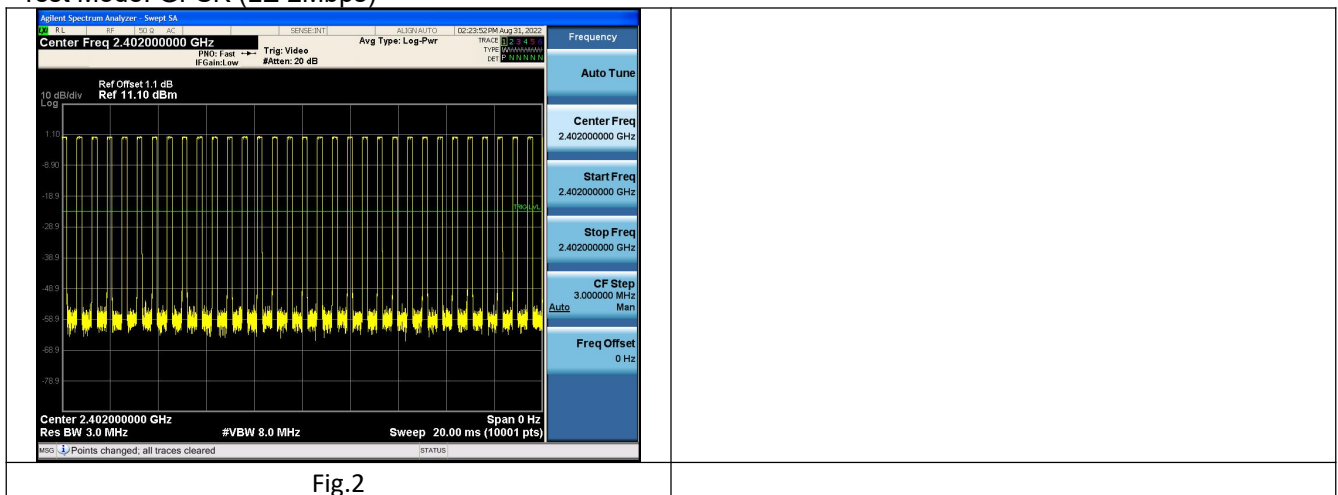 Agilent Spectrum Analyzer - Swept SA
RL RF 50 Ω AC SENSE:INT ALIGNAUTO 02:23:52 PM Aug 31, 2022
Center Freq 2.402000000 GHz
PNO: Fast
IFGain:Low
Trig: Video
#Atten: 20 dB
Avg Type: Log-Pwr
TRACE 1 2 3 4 5 6
TYPE
DET P N N N N N
Ref Offset 1.1 dB
10 dB/div Ref 11.10 dBm
Log
1.10
-8.90
-18.9
TRIG LVL
-28.9
-38.9
-48.9
-58.9
-68.9
-78.9
Center 2.402000000 GHz
Span 0 Hz
Res BW 3.0 MHz
#VBW 8.0 MHz
Sweep 20.00 ms (10001 pts)
MSG Points changed; all traces cleared
STATUS
Frequency
Auto Tune
Center Freq
2.402000000 GHz
Start Freq
2.402000000 GHz
Stop Freq
2.402000000 GHz
CF Step
3.000000 MHz
Auto Man
Freq Offset
0 Hz
Fig.2